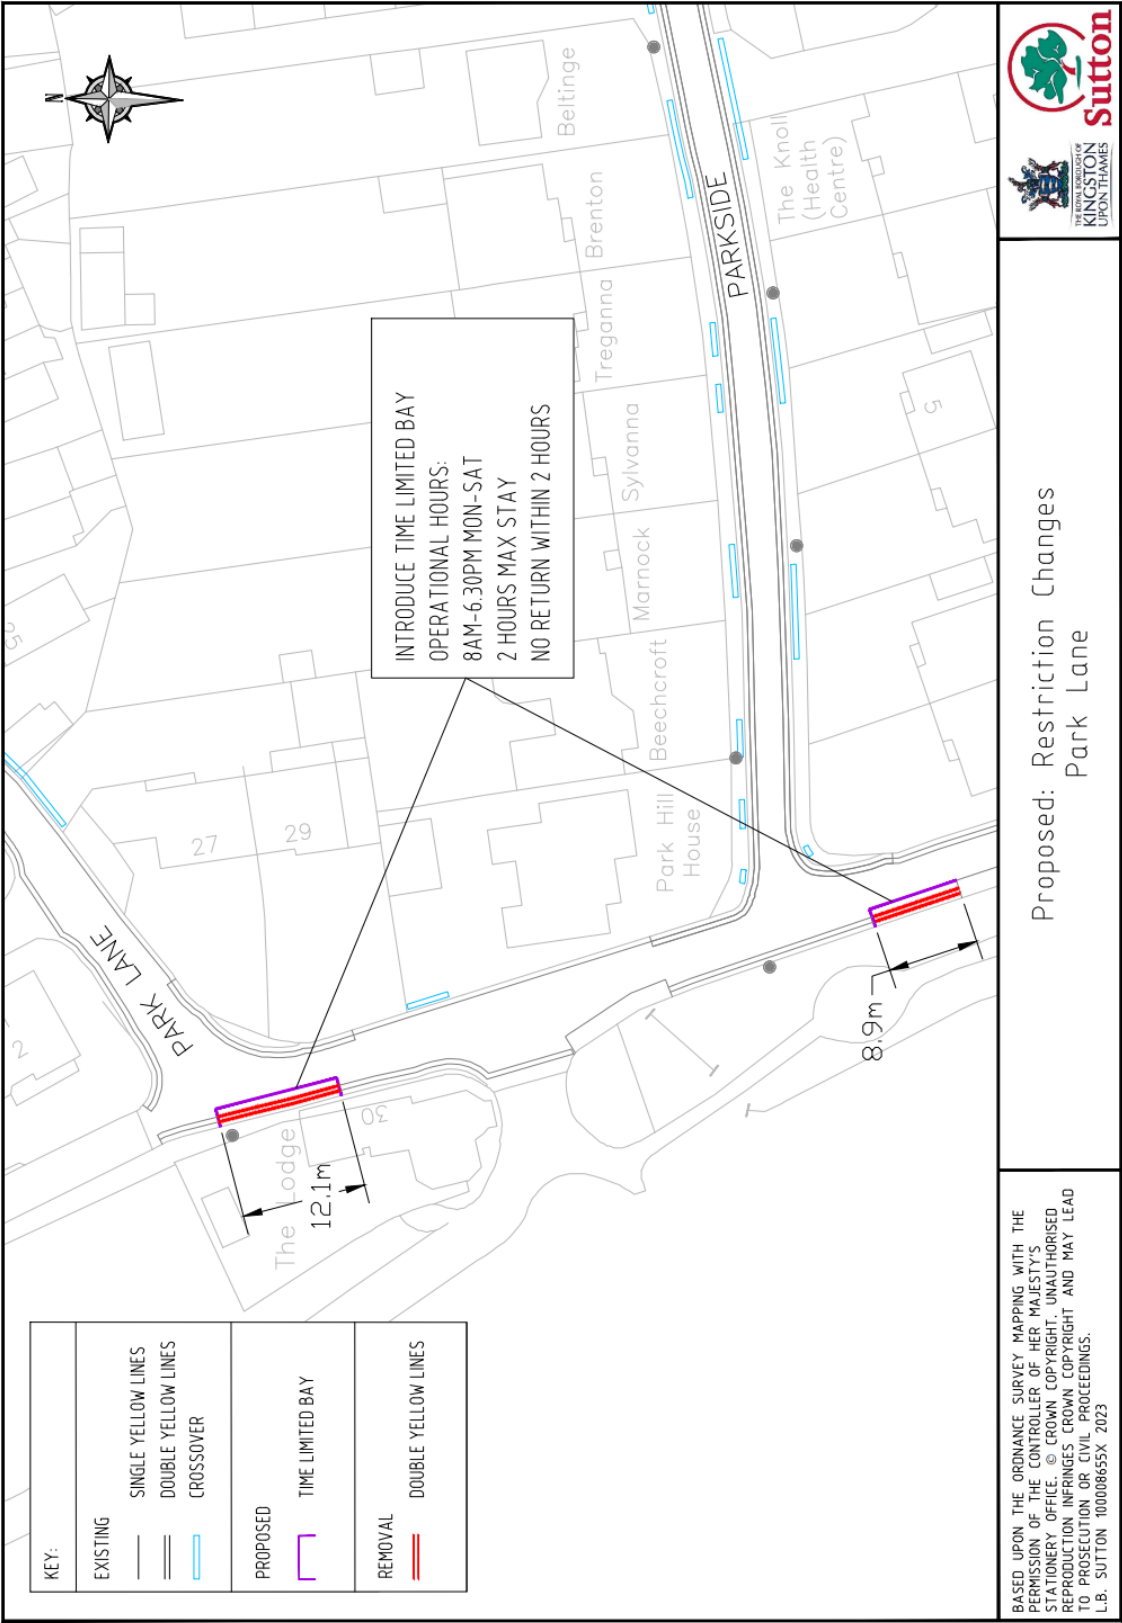 KEY:
EXISTING
SINGLE YELLOW LINES
DOUBLE YELLOW LINES
CROSSOVER
PROPOSED
TIME LIMITED BAY
REMOVAL
DOUBLE YELLOW LINES
N
INTRODUCE TIME LIMITED BAY
OPERATIONAL HOURS:
8AM-6.30PM MON-SAT
2 HOURS MAX STAY
NO RETURN WITHIN 2 HOURS
25
27
29
2
PARK LANE
The Lodge
30
12.1m
8.9m
Park Hill
House
Beechcroft
Marnock
Sylvanna
Treganna
Brenton
Beltinge
PARKSIDE
The Knoll
(Health
Centre)
5
BASED UPON THE ORDNANCE SURVEY MAPPING WITH THE
PERMISSION OF THE CONTROLLER OF HER MAJESTY'S
STATIONERY OFFICE. © CROWN COPYRIGHT. UNAUTHORISED
REPRODUCTION INFRINGES CROWN COPYRIGHT AND MAY LEAD
TO PROSECUTION OR CIVIL PROCEEDINGS.
L.B. SUTTON 100008655X 2023
Proposed: Restriction Changes
Park Lane
THE ROYAL BOROUGH OF
KINGSTON
UPON THAMES
Sutton